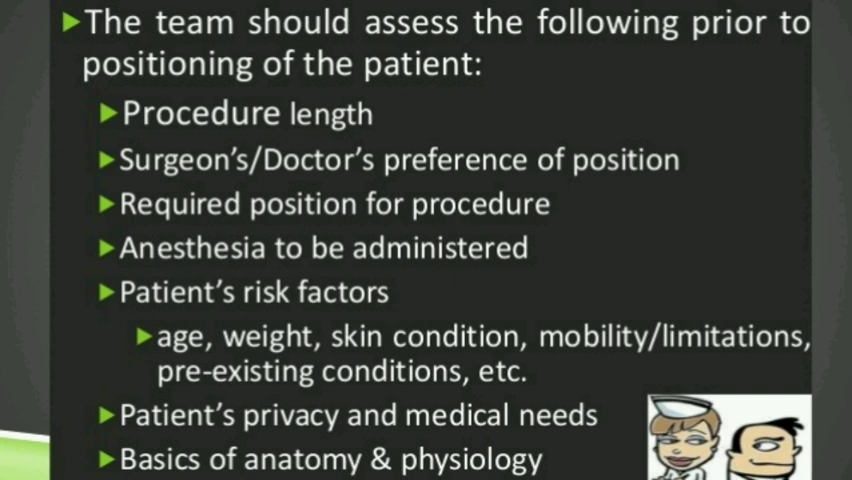 The team should assess the following prior to
positioning of the patient:
Procedure length
Surgeon's/Doctor's preference of position
Required position for procedure
Anesthesia to be administered
Patient's risk factors
age, weight, skin condition, mobility/limitations,
pre-existing conditions, etc.
Patient's privacy and medical needs
Basics of anatomy & physiology